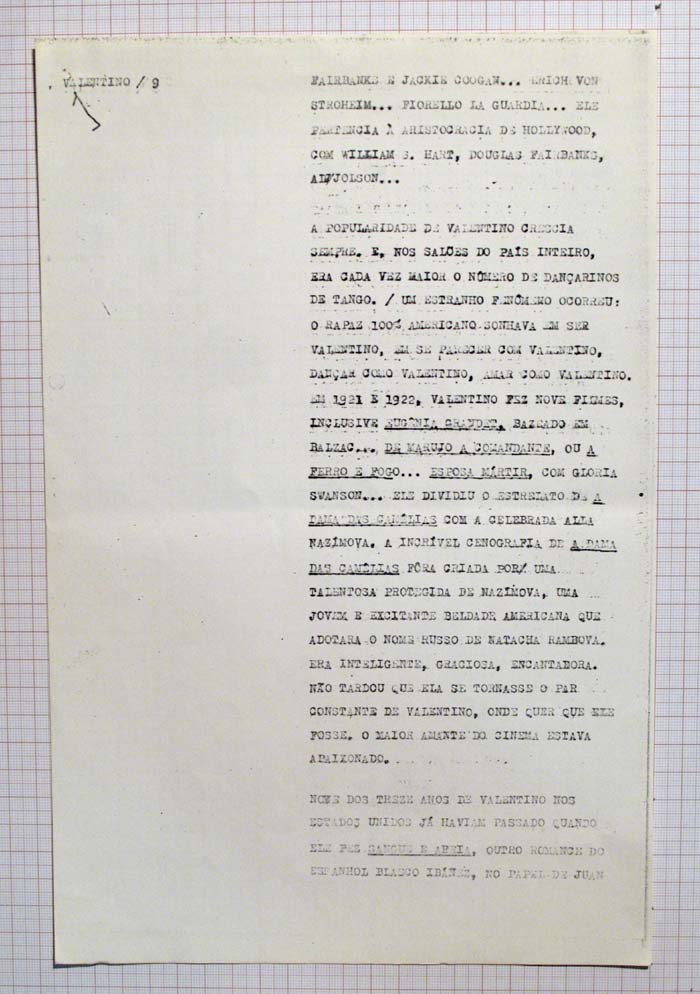 VALENTINO / 9
FAIRBANKS E JACKIE COOGAN... ERICH VON
STROHEIM... FIORELLO LA GUARDIA... ELE
PERTENCIA À ARISTOCRACIA DE HOLLYWOOD,
COM WILLIAM S. HART, DOUGLAS FAIRBANKS,
AL JOLSON...
A POPULARIDADE DE VALENTINO CRESCIA
SEMPRE. E, NOS SALÕES DO PAÍS INTEIRO,
ERA CADA VEZ MAIOR O NÚMERO DE DANÇARINOS
DE TANGO. / UM ESTRANHO FENÔMENO OCORREU:
O RAPAZ 100% AMERICANO SONHAVA EM SER
VALENTINO, EM SE PARECER COM VALENTINO,
DANÇAR COMO VALENTINO, AMAR COMO VALENTINO.
EM 1921 E 1922, VALENTINO FEZ NOVE FILMES,
INCLUSIVE EUGÊNIA GRANDET, BAZEADO EM
BALZAC... DE MARUJO A COMANDANTE, OU A
FERRO E FOGO... ESPOSA MÁRTIR, COM GLORIA
SWANSON... ELE DIVIDIU O ESTRELATO DE A
DAMA DAS CAMÉLIAS COM A CELEBRADA ALLA
NAZÍMOVA. A INCRÍVEL CENOGRAFIA DE A DAMA
DAS CAMÉLIAS FÔRA CRIADA POR UMA
TALENTOSA PROTEGIDA DE NAZÍMOVA, UMA
JOVEM E EXCITANTE BELDADE AMERICANA QUE
ADOTARA O NOME RUSSO DE NATACHA RAMBOVA.
ERA INTELIGENTE, GRACIOSA, ENCANTADORA.
NÃO TARDOU QUE ELA SE TORNASSE O PAR
CONSTANTE DE VALENTINO, ONDE QUER QUE ELE
FOSSE. O MAIOR AMANTE DO CINEMA ESTAVA
APAIXONADO.
NOVE DOS TREZE ANOS DE VALENTINO NOS
ESTADOS UNIDOS JÁ HAVIAM PASSADO QUANDO
ELE FEZ SANGUE E AREIA, OUTRO ROMANCE DO
ESPANHOL BLASCO IBÁÑEZ, NO PAPEL DE JUAN